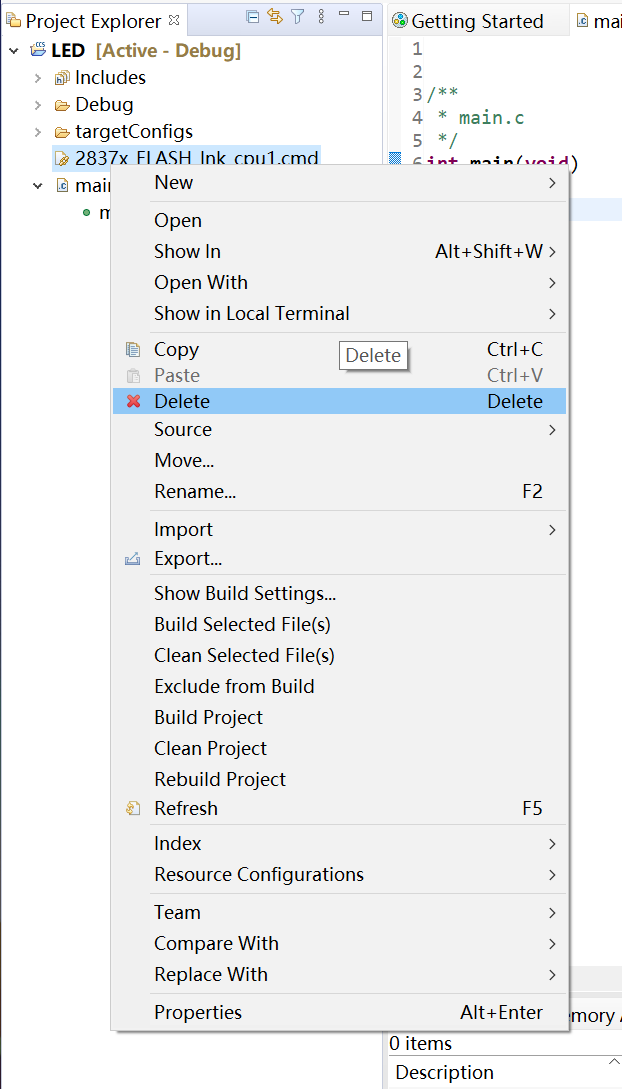 Project Explorer
Getting Started
mai
LED [Active - Debug]
Includes
Debug
targetConfigs
2837x_FLASH_lnk_cpu1.cmd
main
m
1
2
3 /**
4 * main.c
5 */
6 int main(void)
New
Open
Show In Alt+Shift+W
Open With
Show in Local Terminal
Copy Ctrl+C
Delete
Paste Ctrl+V
Delete Delete
Source
Move...
Rename... F2
Import
Export...
Show Build Settings...
Build Selected File(s)
Clean Selected File(s)
Exclude from Build
Build Project
Clean Project
Rebuild Project
Refresh F5
Index
Resource Configurations
Team
Compare With
Replace With
Properties Alt+Enter
emory A
0 items
Description